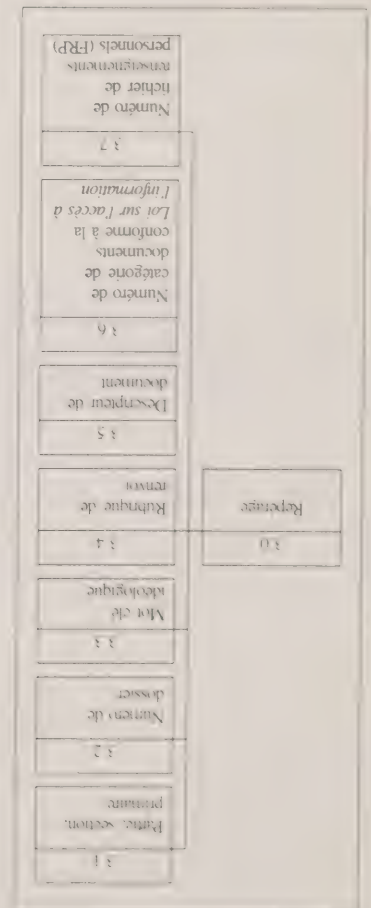 3.0
Repérage
3.1
Partie, section,
primaire
3.2
Numéro de
dossier
3.3
Mot clé
idéologique
3.4
Rubrique de
renvoi
3.5
Descripteur de
document
3.6
Numéro de
catégorie de
documents
conforme à la
Loi sur l'accès à
l'information
3.7
Numéro de
fichier de
renseignements
personnels (FRP)